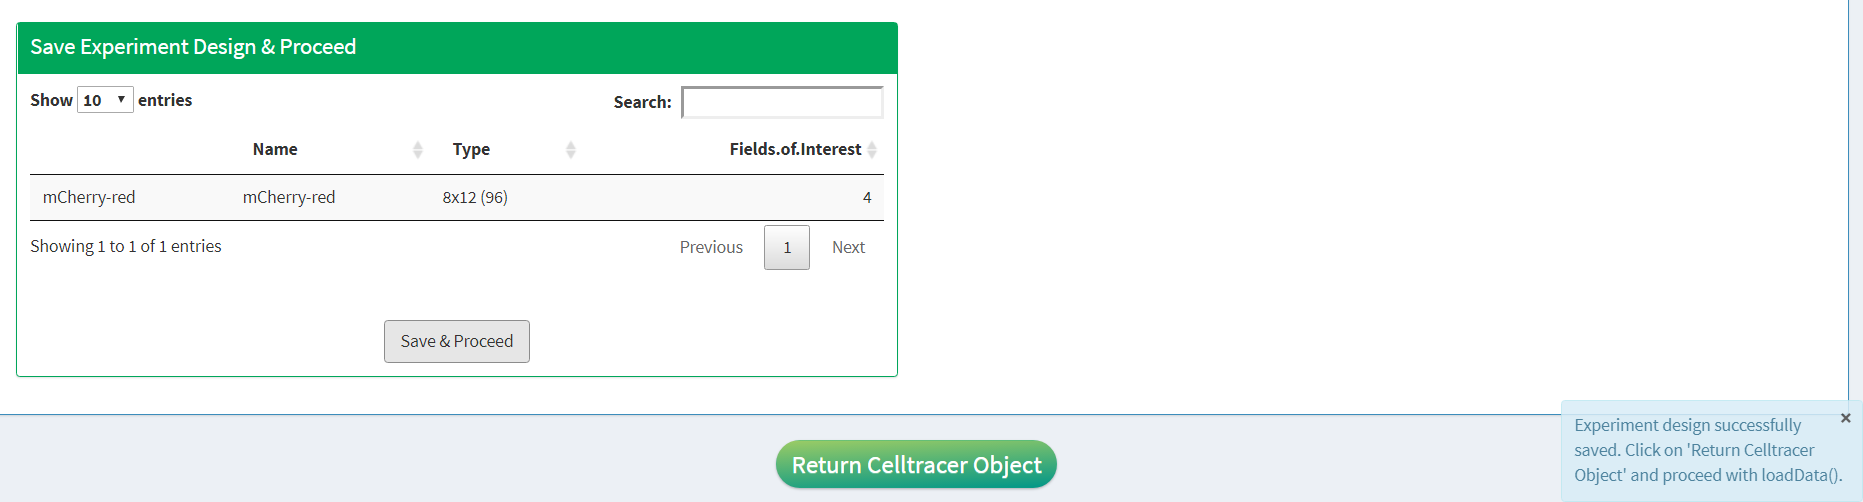 Save Experiment Design & Proceed
Show 10 entries
Search:
Name Type Fields.of.Interest
mCherry-red mCherry-red 8x12 (96) 4
Showing 1 to 1 of 1 entries
Previous 1 Next
Save & Proceed
Return Celltracer Object
Experiment design successfully
saved. Click on 'Return Celltracer
Object' and proceed with loadData().
×